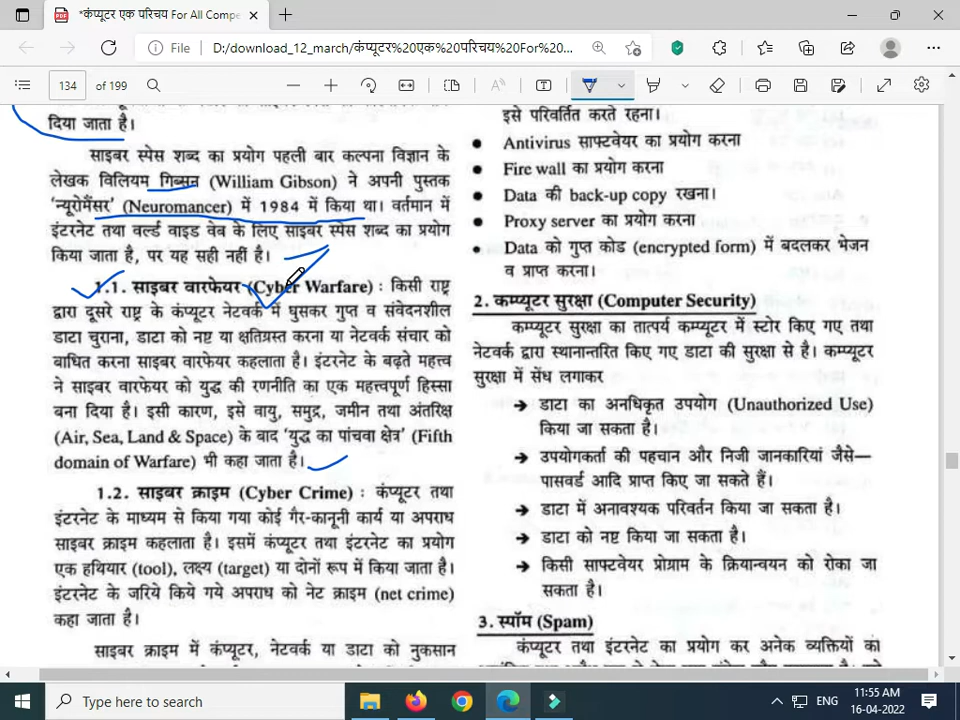 *कंप्यूटर एक परिचय For All Compe
File
D:/download_12_march/कंप्यूटर%20एक%20परिचय%20For%20...
134 of 199
दिया जाता है।
साइबर स्पेस शब्द का प्रयोग पहली बार कल्पना विज्ञान के
लेखक विलियम गिब्सन (William Gibson) ने अपनी पुस्तक
‘न्यूरोमैंसर’ (Neuromancer) में 1984 में किया था। वर्तमान में
इंटरनेट तथा वर्ल्ड वाइड वेब के लिए साइबर स्पेस शब्द का प्रयोग
किया जाता है, पर यह सही नहीं है।
1.1. साइबर वारफेयर (Cyber Warfare) : किसी राष्ट्र
द्वारा दूसरे राष्ट्र के कंप्यूटर नेटवर्क में घुसकर गुप्त व संवेदनशील
डाटा चुराना, डाटा को नष्ट या क्षतिग्रस्त करना या नेटवर्क संचार को
बाधित करना साइबर वारफेयर कहलाता है। इंटरनेट के बढ़ते महत्त्व
ने साइबर वारफेयर को युद्ध की रणनीति का एक महत्त्वपूर्ण हिस्सा
बना दिया है। इसी कारण, इसे वायु, समुद्र, जमीन तथा अंतरिक्ष
(Air, Sea, Land & Space) के बाद ‘युद्ध का पांचवा क्षेत्र’ (Fifth
domain of Warfare) भी कहा जाता है।
1.2. साइबर क्राइम (Cyber Crime) : कंप्यूटर तथा
इंटरनेट के माध्यम से किया गया कोई गैर-कानूनी कार्य या अपराध
साइबर क्राइम कहलाता है। इसमें कंप्यूटर तथा इंटरनेट का प्रयोग
एक हथियार (tool), लक्ष्य (target) या दोनों रूप में किया जाता है।
इंटरनेट के जरिये किये गये अपराध को नेट क्राइम (net crime)
कहा जाता है।
साइबर क्राइम में कंप्यूटर, नेटवर्क या डाटा को नुकसान
इसे परिवर्तित करते रहना।
● Antivirus साफ्टवेयर का प्रयोग करना
● Fire wall का प्रयोग करना
● Data की back-up copy रखना।
● Proxy server का प्रयोग करना
● Data को गुप्त कोड (encrypted form) में बदलकर भेजन
व प्राप्त करना।
2. कम्प्यूटर सुरक्षा (Computer Security)
कम्प्यूटर सुरक्षा का तात्पर्य कम्प्यूटर में स्टोर किए गए तथा
नेटवर्क द्वारा स्थानान्तरित किए गए डाटा की सुरक्षा से है। कम्प्यूटर
सुरक्षा में सेंध लगाकर
➔ डाटा का अनधिकृत उपयोग (Unauthorized Use)
किया जा सकता है।
➔ उपयोगकर्ता की पहचान और निजी जानकारियां जैसे—
पासवर्ड आदि प्राप्त किए जा सकते हैं।
➔ डाटा में अनावश्यक परिवर्तन किया जा सकता है।
➔ डाटा को नष्ट किया जा सकता है।
➔ किसी साफ्टवेयर प्रोग्राम के क्रियान्वयन को रोका जा
सकता है।
3. स्पॉम (Spam)
कंप्यूटर तथा इंटरनेट का प्रयोग कर अनेक व्यक्तियों को
Type here to search
ENG
11:55 AM
16-04-2022